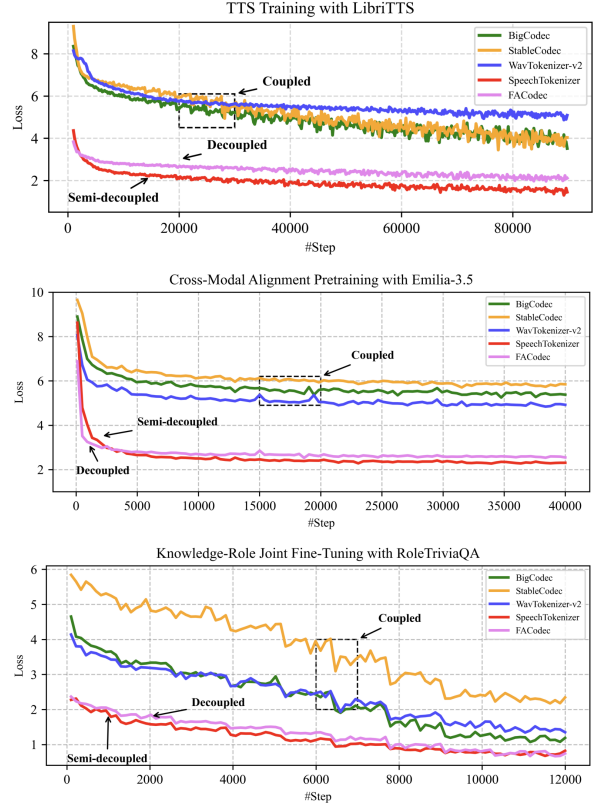 TTS Training with LibriTTS
BigCodec
StableCodec
WavTokenizer-v2
SpeechTokenizer
FACodec
Coupled
Decoupled
Semi-decoupled
Loss
8
6
4
2
0
20000
40000
60000
80000
#Step
Cross-Modal Alignment Pretraining with Emilia-3.5
BigCodec
StableCodec
WavTokenizer-v2
SpeechTokenizer
FACodec
Coupled
Semi-decoupled
Decoupled
Loss
10
8
6
4
2
0
5000
10000
15000
20000
25000
30000
35000
40000
#Step
Knowledge-Role Joint Fine-Tuning with RoleTriviaQA
BigCodec
StableCodec
WavTokenizer-v2
SpeechTokenizer
FACodec
Coupled
Decoupled
Semi-decoupled
Loss
6
5
4
3
2
1
0
2000
4000
6000
8000
10000
12000
#Step